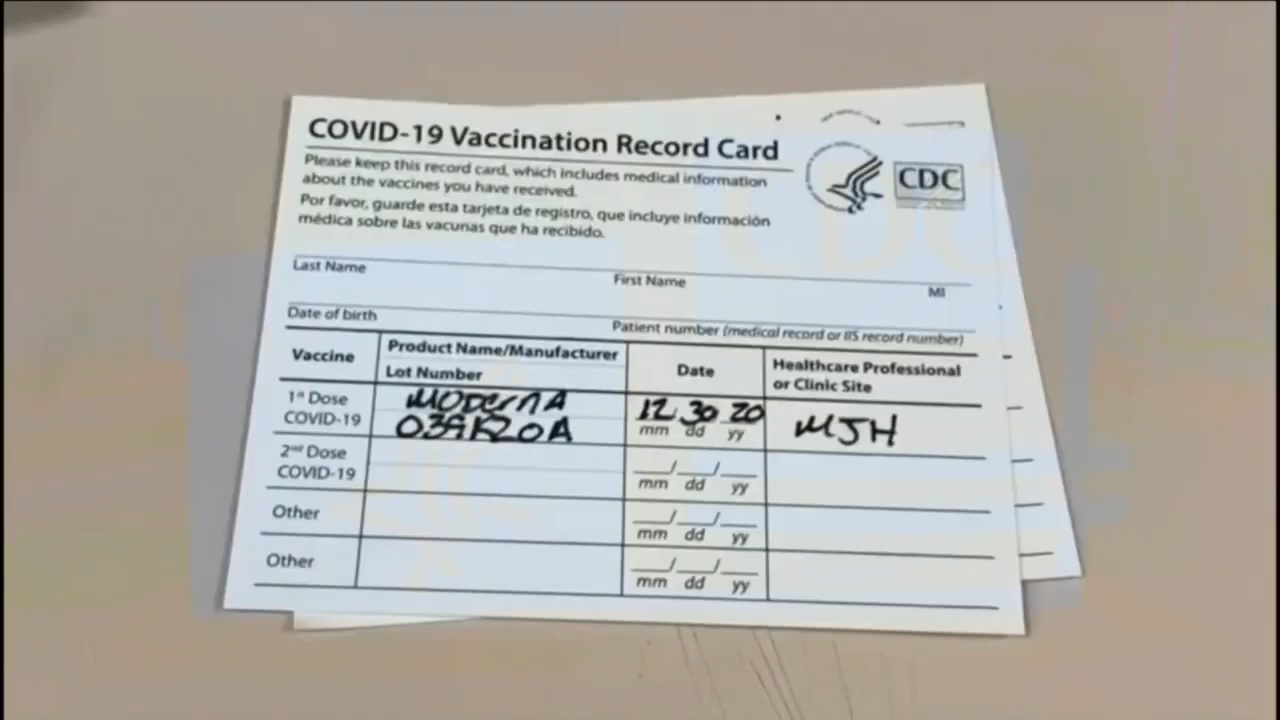 COVID-19 Vaccination Record Card
CDC
Please keep this record card, which includes medical information
about the vaccines you have received.
Por favor, guarde esta tarjeta de registro, que incluye información
médica sobre las vacunas que ha recibido.
Last Name First Name MI
Date of birth Patient number (medical record or IIS record number)
Vaccine Product Name/Manufacturer Date Healthcare Professional
Lot Number or Clinic Site
1st Dose MODERNA 12 30 20 MJH
COVID-19 039K20A mm dd yy
2nd Dose
COVID-19 mm dd yy
Other mm dd yy
Other mm dd yy